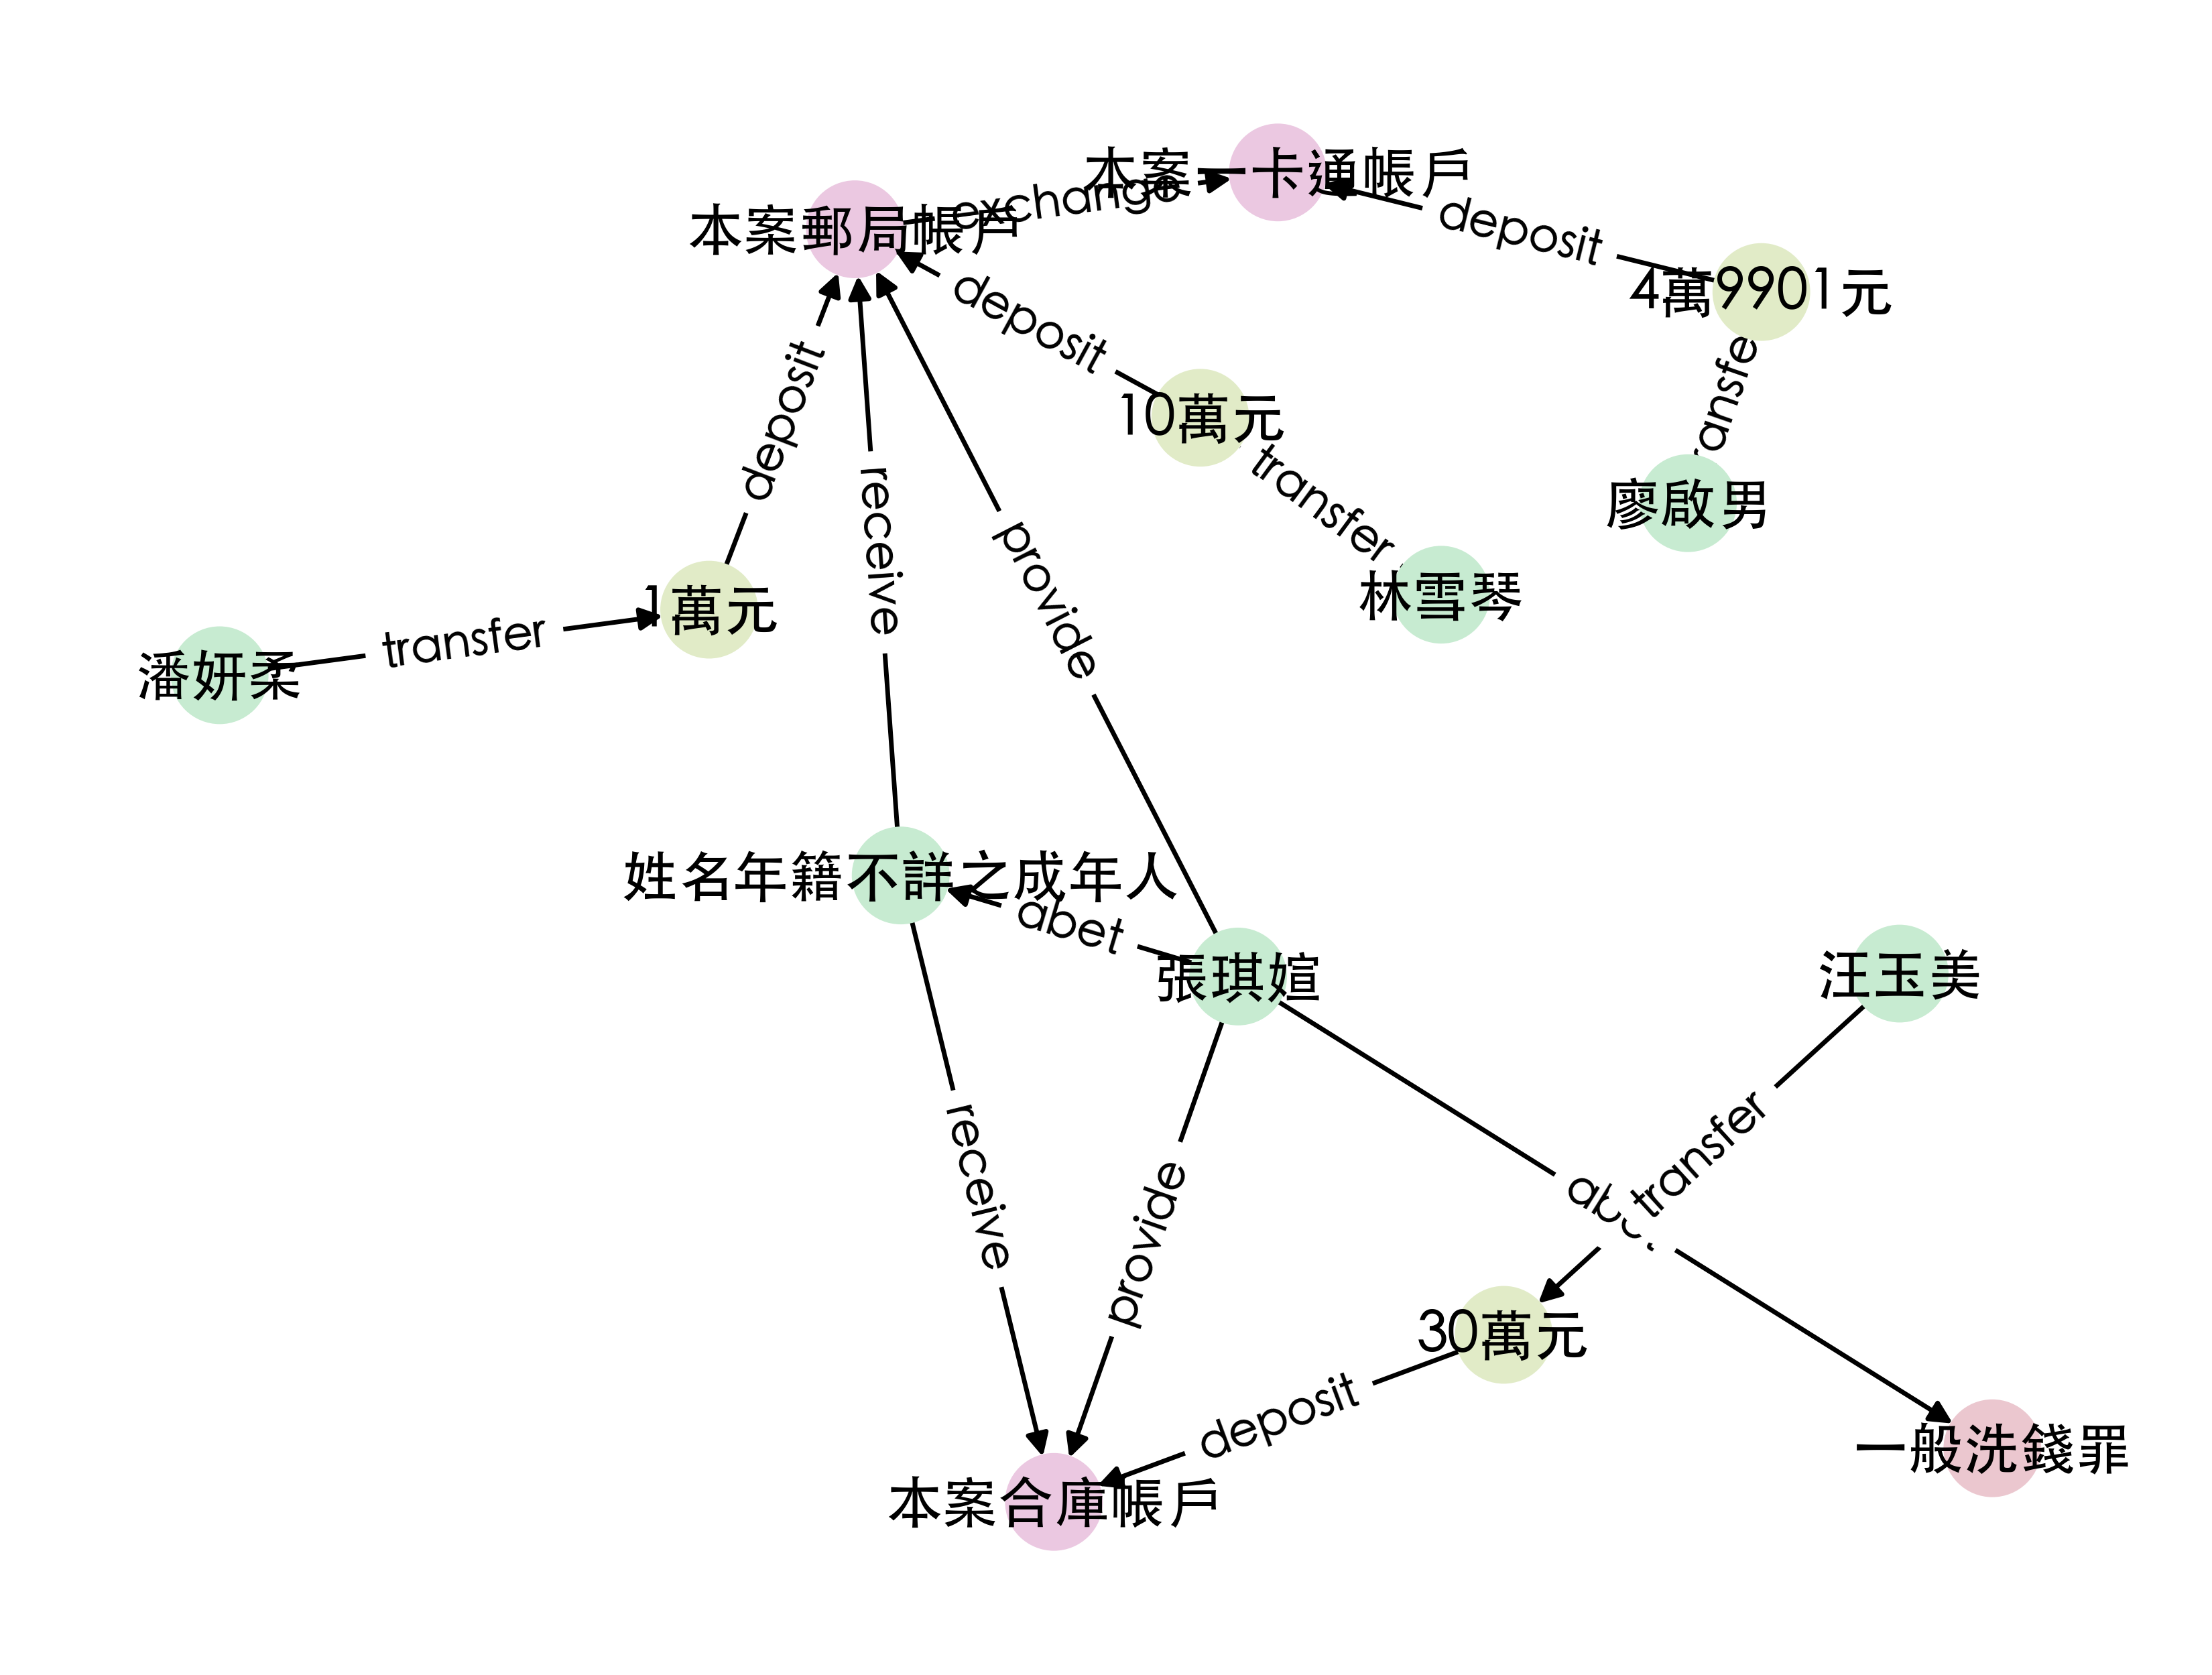 本案一卡通帳戶
exchange
本案郵局帳戶
deposit
4萬9901元
deposit
deposit
10萬元
transfer
廖啟男
receive
provide
林雪琴
1萬元
transfer
潘妍柔
姓名年籍不詳之成年人
abet
張琪媗
汪玉美
receive
provide
transfer
30萬元
deposit
一般洗錢罪
本案合庫帳戶